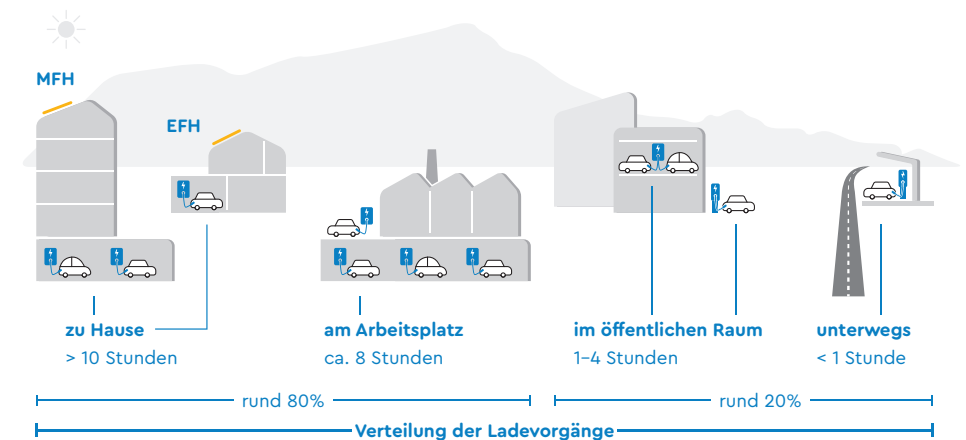 MFH
EFH
zu Hause
> 10 Stunden
am Arbeitsplatz
ca. 8 Stunden
im öffentlichen Raum
1–4 Stunden
unterwegs
< 1 Stunde
rund 80%
rund 20%
Verteilung der Ladevorgänge